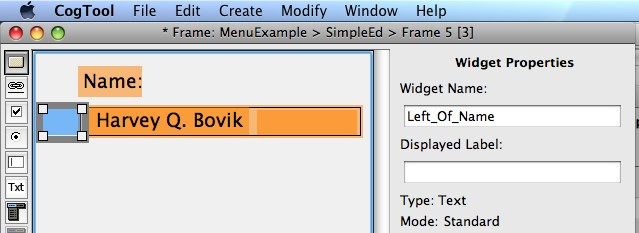 CogTool File Edit Create Modify Window Help
* Frame: MenuExample > SimpleEd > Frame 5 [3]
Name:
Harvey Q. Bovik
Txt
Widget Properties
Widget Name:
Left_Of_Name
Displayed Label:
Type: Text
Mode: Standard